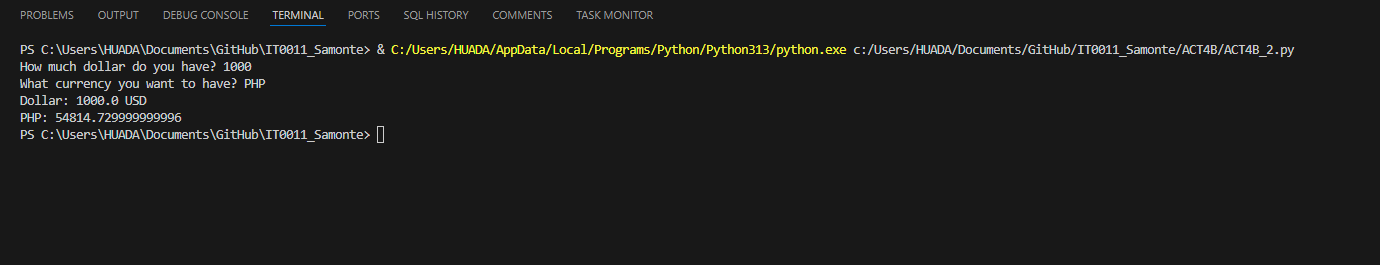 PROBLEMS OUTPUT DEBUG CONSOLE TERMINAL PORTS SQL HISTORY COMMENTS TASK MONITOR
PS C:\Users\HUADA\Documents\GitHub\IT0011_Samonte> & C:/Users/HUADA/AppData/Local/Programs/Python/Python313/python.exe c:/Users/HUADA/Documents/GitHub/IT0011_Samonte/ACT4B/ACT4B_2.py
How much dollar do you have? 1000
What currency you want to have? PHP
Dollar: 1000.0 USD
PHP: 54814.729999999996
PS C:\Users\HUADA\Documents\GitHub\IT0011_Samonte>